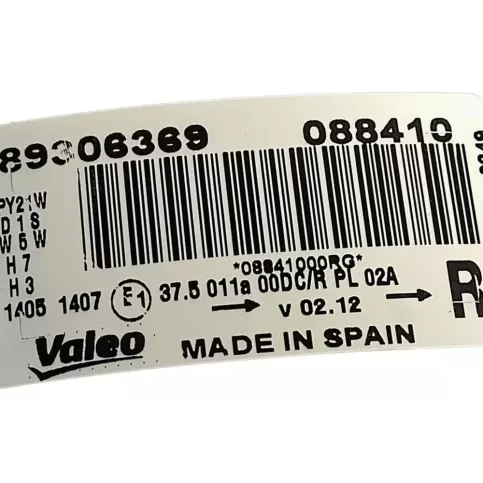 89306369 088410
PY21W
D1S
W5W
H7
H3
*08841000RG*
1405 1407 E1 37.5 011a 00DC/R PL 02A
v 02.12 R
Valeo MADE IN SPAIN